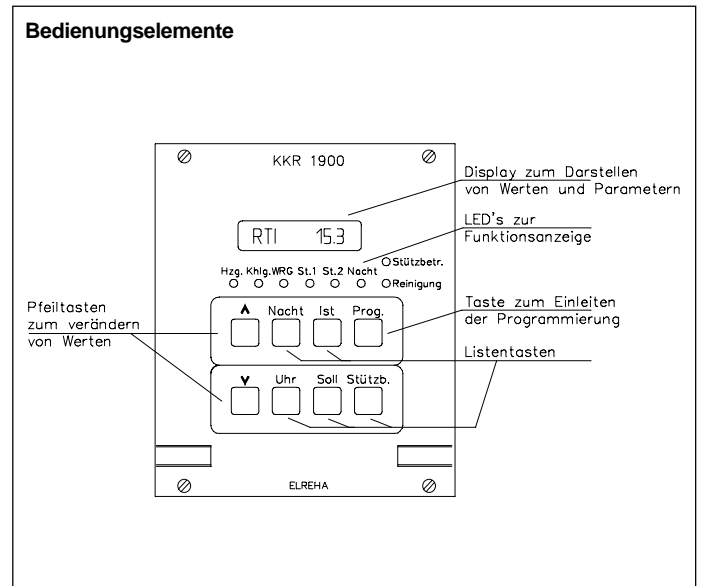 Bedienungselemente
KKR 1900
Display zum Darstellen
von Werten und Parametern
RTI 15.3
LED's zur
Funktionsanzeige
Stützbetr.
Hzg. Khlg. WRG St.1 St.2 Nacht
Reinigung
Pfeiltasten
zum verändern
von Werten
Nacht Ist Prog.
Taste zum Einleiten
der Programmierung
Listentasten
Uhr Soll Stützb.
ELREHA